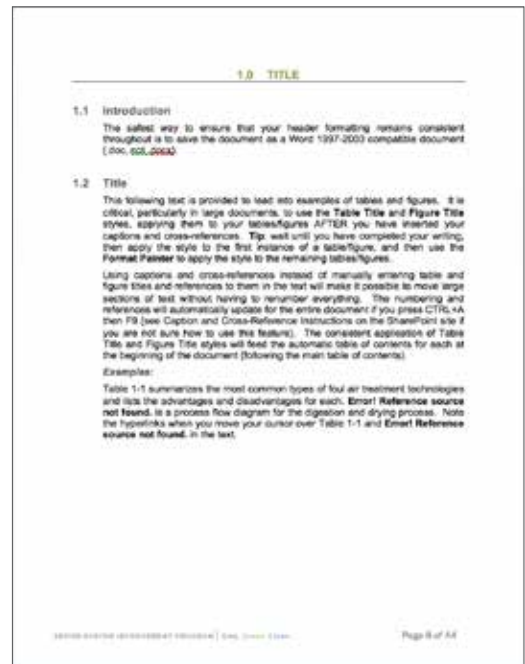 1.0 TITLE
1.1 Introduction
The safest way to ensure that your header formatting remains consistent
throughout is to save the document as a Word 1997-2003 compatible document
(.doc, not .docx).
1.2 Title
This following text is provided to lead into examples of tables and figures. It is
critical, particularly in large documents, to use the Table Title and Figure Title
styles, applying them to your tables/figures AFTER you have inserted your
captions and cross-references. Tip: wait until you have completed your writing,
then apply the style to the first instance of a table/figure, and then use the
Format Painter to apply the style to the remaining tables/figures.
Using captions and cross-references instead of manually entering table and
figure titles and references to them in the text will make it possible to move large
sections of text without having to renumber everything. The numbering and
references will automatically update for the entire document if you press CTRL+A
then F9 (see Caption and Cross-Reference Instructions on the SharePoint site if
you are not sure how to use this feature). The consistent application of Table
Title and Figure Title styles will feed the automatic table of contents for each at
the beginning of the document (following the main table of contents).
Examples:
Table 1-1 summarizes the most common types of foul air treatment technologies
and lists the advantages and disadvantages for each. Error! Reference source
not found. is a process flow diagram for the digestion and drying process. Note
the hyperlinks when you move your cursor over Table 1-1 and Error! Reference
source not found. in the text.
SYSTEM IMPROVEMENT PROGRAM |
Page of AA